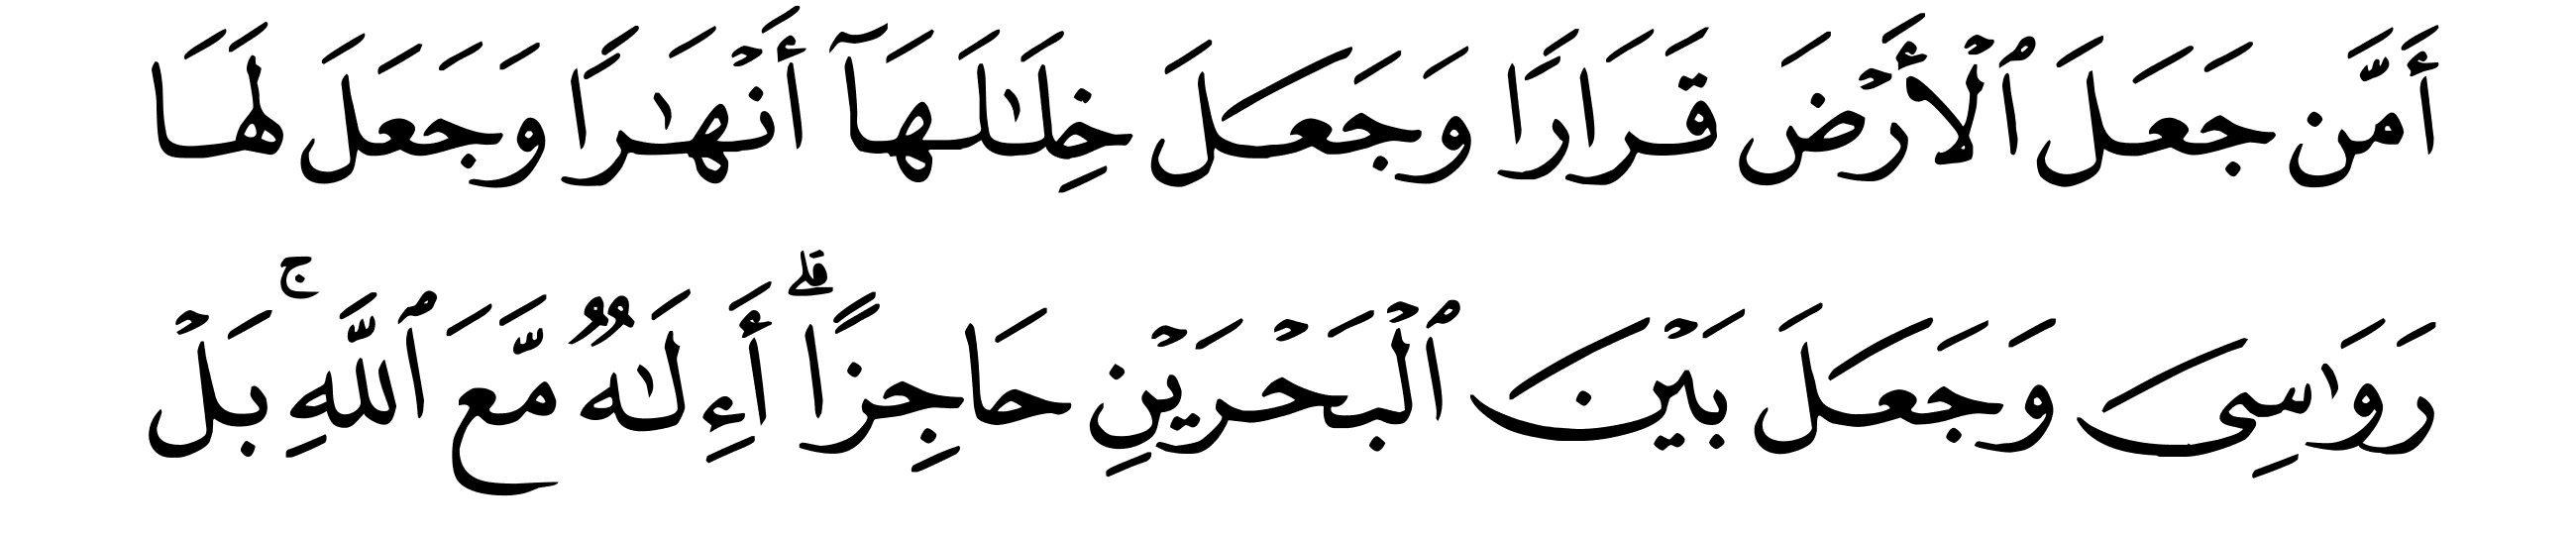 أَمَّن جَعَلَ ٱلۡأَرۡضَ قَرَارٗا وَجَعَلَ خِلَٰلَهَآ أَنۡهَٰرٗا وَجَعَلَ لَهَا
رَوَٰسِيَ وَجَعَلَ بَيۡنَ ٱلۡبَحۡرَيۡنِ حَاجِزًاۗ أَءِلَٰهٞ مَّعَ ٱللَّهِۚ بَلۡ